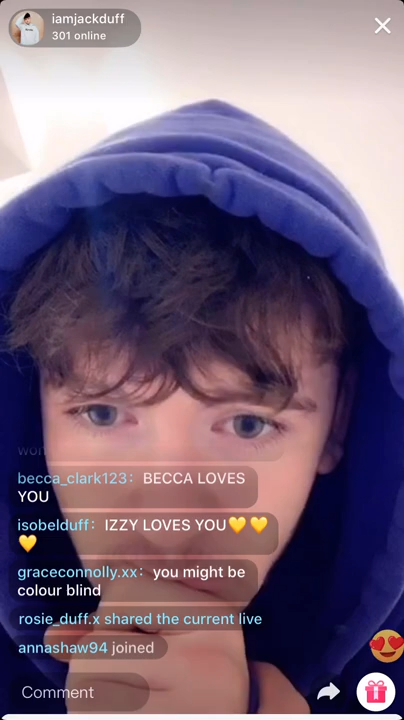 iamjackduff
301 online
becca_clark123: BECCA LOVES
YOU
isobelduff: IZZY LOVES YOU💛💛
💛
graceconnolly.xx: you might be
colour blind
rosie_duff.x shared the current live
annashaw94 joined
Comment